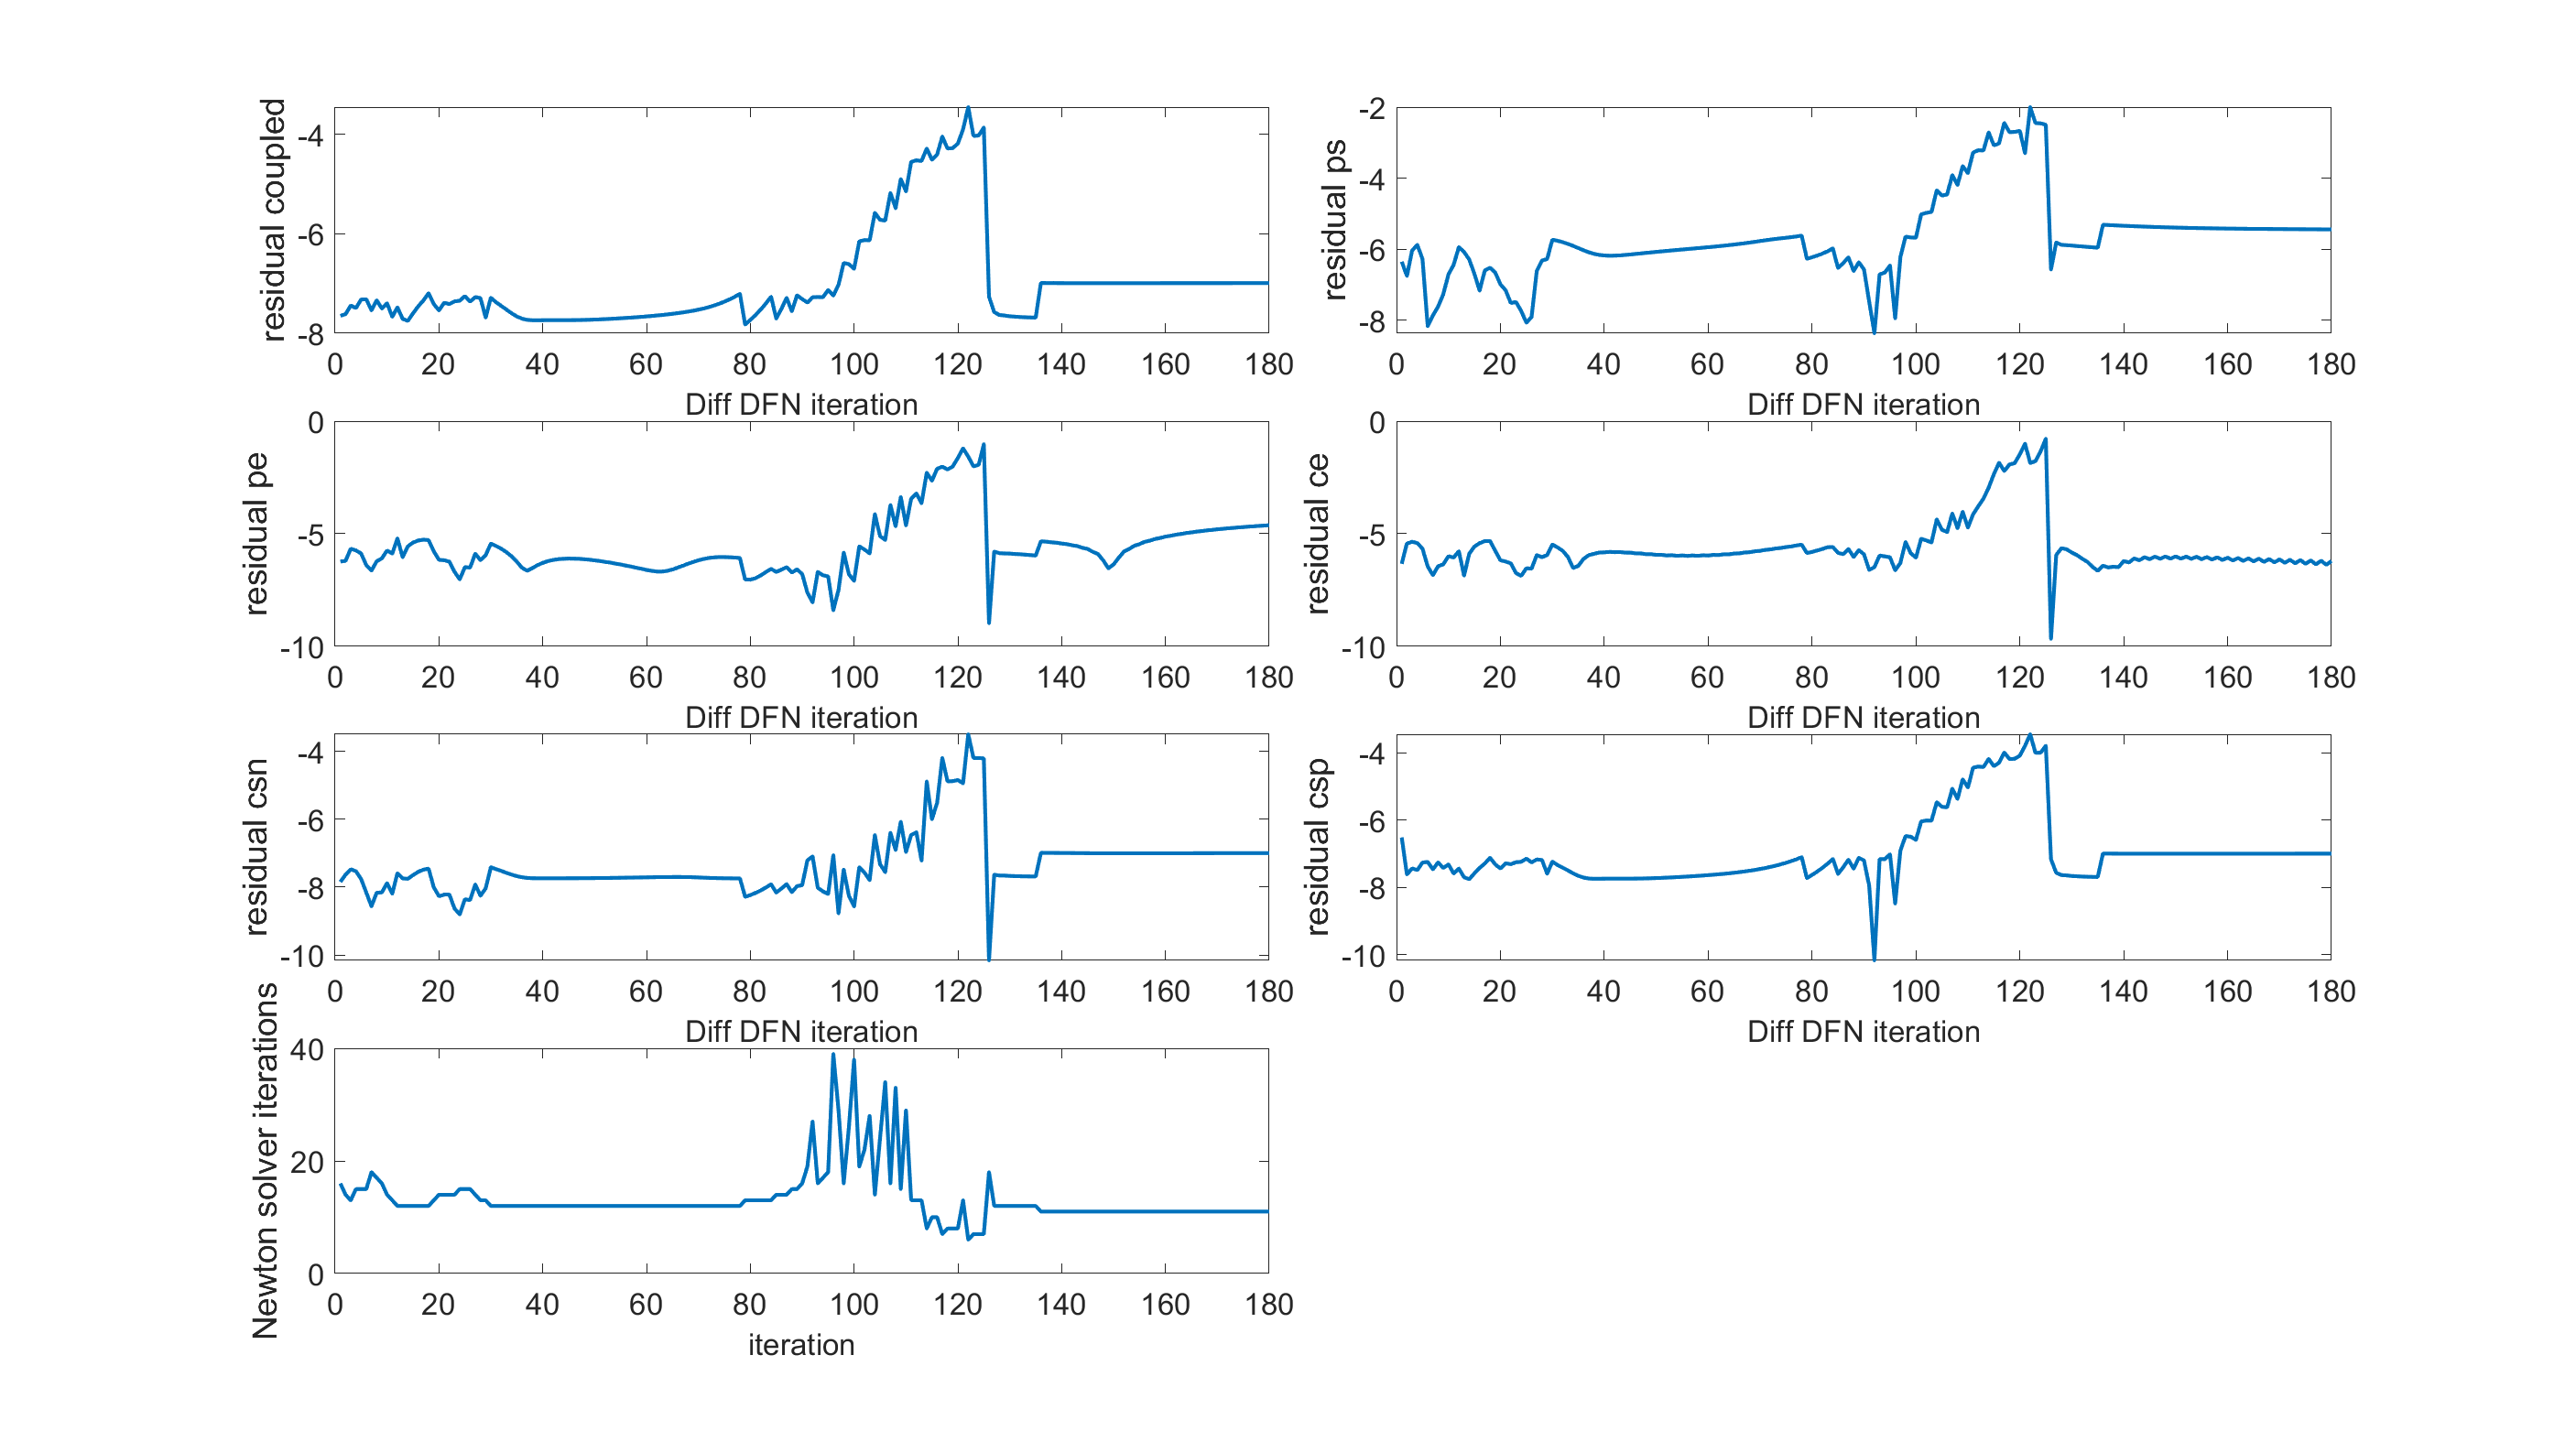 residual coupled
-4
-6
-8
0 20 40 60 80 100 120 140 160 180
Diff DFN iteration
residual ps
-2
-4
-6
-8
0 20 40 60 80 100 120 140 160 180
Diff DFN iteration
residual pe
0
-5
-10
0 20 40 60 80 100 120 140 160 180
Diff DFN iteration
residual ce
0
-5
-10
0 20 40 60 80 100 120 140 160 180
Diff DFN iteration
residual csn
-4
-6
-8
-10
0 20 40 60 80 100 120 140 160 180
Diff DFN iteration
residual csp
-4
-6
-8
-10
0 20 40 60 80 100 120 140 160 180
Diff DFN iteration
Newton solver iterations
40
20
0
0 20 40 60 80 100 120 140 160 180
iteration